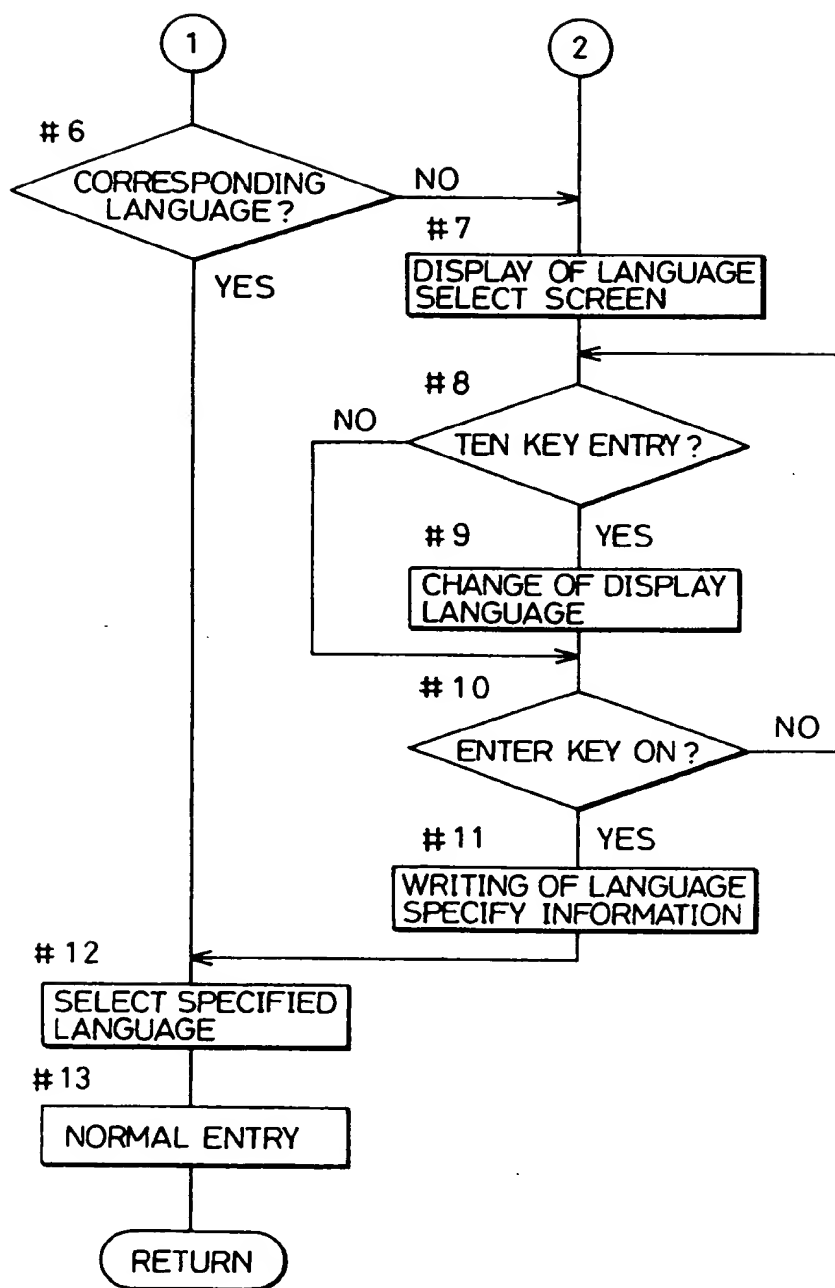 1
2
#6
CORRESPONDING
LANGUAGE?
NO
YES
#7
DISPLAY OF LANGUAGE
SELECT SCREEN
#8
NO
TEN KEY ENTRY?
YES
#9
CHANGE OF DISPLAY
LANGUAGE
#10
ENTER KEY ON?
NO
YES
#11
WRITING OF LANGUAGE
SPECIFY INFORMATION
#12
SELECT SPECIFIED
LANGUAGE
#13
NORMAL ENTRY
RETURN